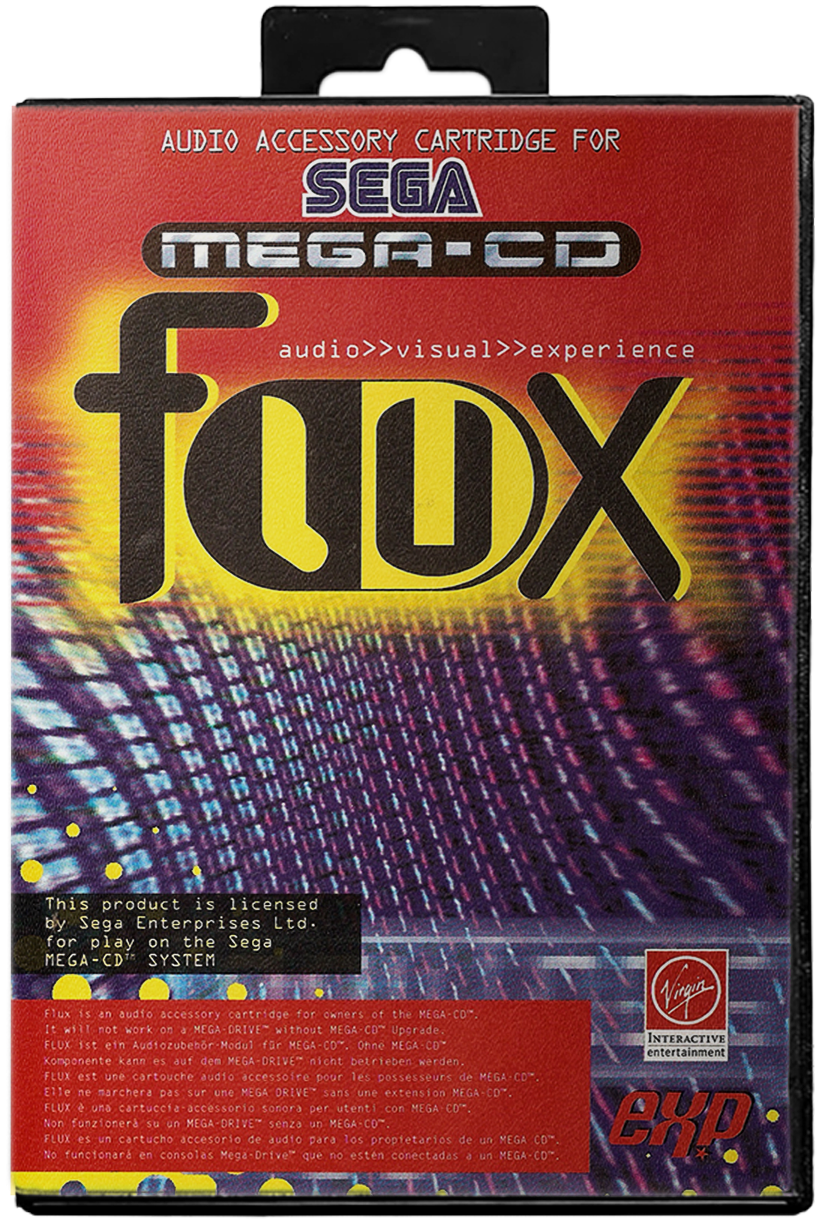 AUDIO ACCESSORY CARTRIDGE FOR
SEGA
MEGA-CD
audio>>visual>>experience
flux
This product is licensed
by Sega Enterprises Ltd.
for play on the Sega
MEGA-CD™ SYSTEM
Flux is an audio accessory cartridge for owners of the MEGA-CD™.
It will not work on a MEGA-DRIVE™ without MEGA-CD™ Upgrade.
FLUX ist ein Audiozubehör-Modul für MEGA-CD™. Ohne MEGA-CD™
Komponente kann es auf dem MEGA-DRIVE™ nicht betrieben werden.
FLUX est une cartouche audio accessoire pour les possesseurs de MEGA-CD™.
Elle ne marchera pas sur une MEGA DRIVE™ sans une extension MEGA-CD™.
FLUX è una cartuccia-accessorio sonora per utenti con MEGA-CD™.
Non funzionerà su un MEGA-DRIVE™ senza un MEGA-CD™.
FLUX es un cartucho accesorio de audio para los propietarios de un MEGA CD™.
No funcionará en consolas Mega-Drive™ que no estén conectadas a un MEGA-CD™.
Virgin
INTERACTIVE
entertainment
exp